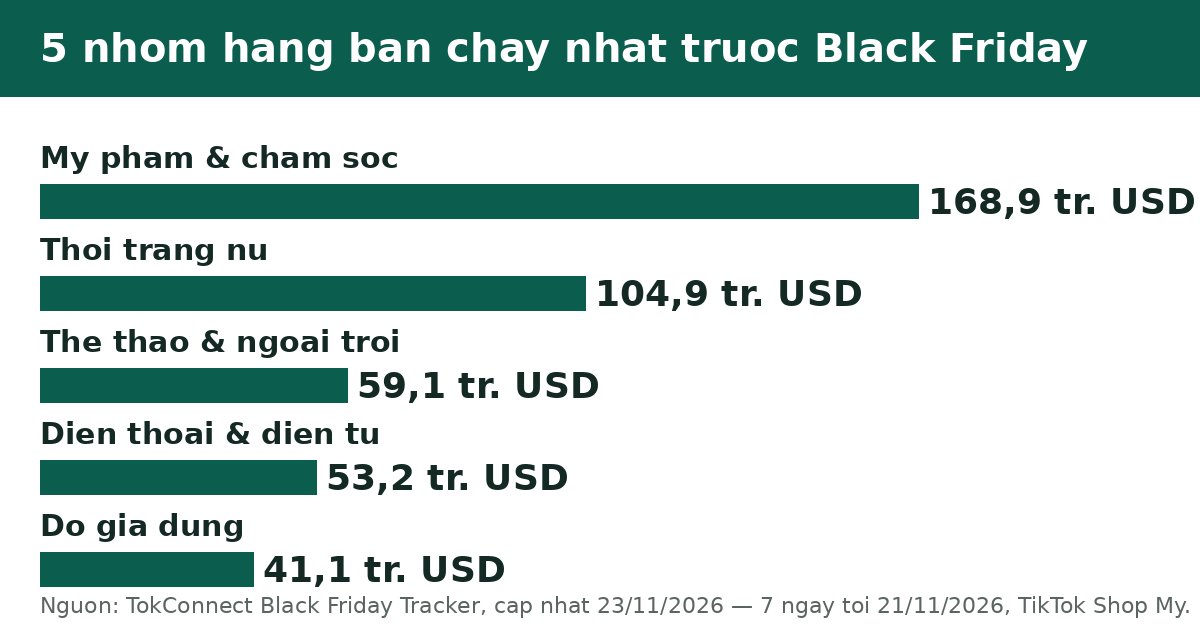 5 nhom hang ban chay nhat truoc Black Friday
My pham & cham soc
168,9 tr. USD
Thoi trang nu
104,9 tr. USD
The thao & ngoai troi
59,1 tr. USD
Dien thoai & dien tu
53,2 tr. USD
Do gia dung
41,1 tr. USD
Nguon: TokConnect Black Friday Tracker, cap nhat 23/11/2026 — 7 ngay toi 21/11/2026, TikTok Shop My.